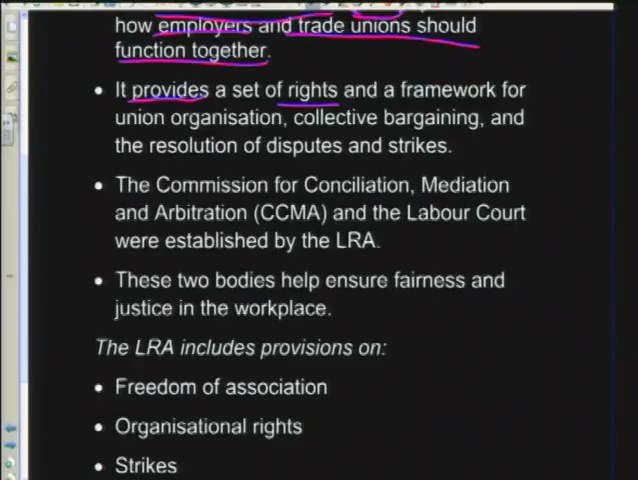 how employers and trade unions should
function together.
• It provides a set of rights and a framework for
union organisation, collective bargaining, and
the resolution of disputes and strikes.
• The Commission for Conciliation, Mediation
and Arbitration (CCMA) and the Labour Court
were established by the LRA.
• These two bodies help ensure fairness and
justice in the workplace.
The LRA includes provisions on:
• Freedom of association
• Organisational rights
• Strikes